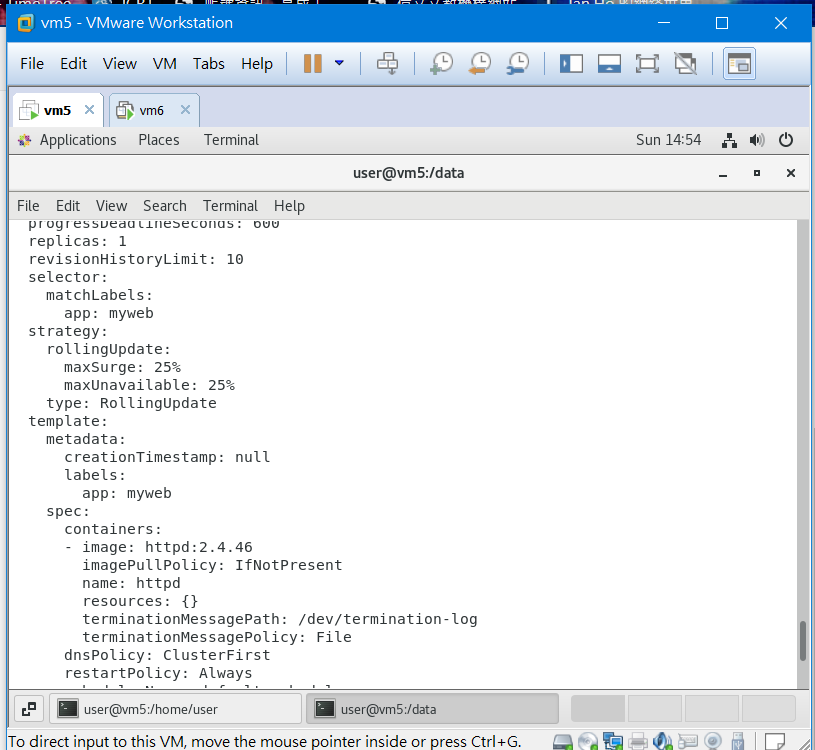 vm5 - VMware Workstation
File Edit View VM Tabs Help
vm5 vm6
Applications Places Terminal Sun 14:54
user@vm5:/data
File Edit View Search Terminal Help
progressDeadlineSeconds: 600
replicas: 1
revisionHistoryLimit: 10
selector:
matchLabels:
app: myweb
strategy:
rollingUpdate:
maxSurge: 25%
maxUnavailable: 25%
type: RollingUpdate
template:
metadata:
creationTimestamp: null
labels:
app: myweb
spec:
containers:
- image: httpd:2.4.46
imagePullPolicy: IfNotPresent
name: httpd
resources: {}
terminationMessagePath: /dev/termination-log
terminationMessagePolicy: File
dnsPolicy: ClusterFirst
restartPolicy: Always
user@vm5:/home/user user@vm5:/data
To direct input to this VM, move the mouse pointer inside or press Ctrl+G.